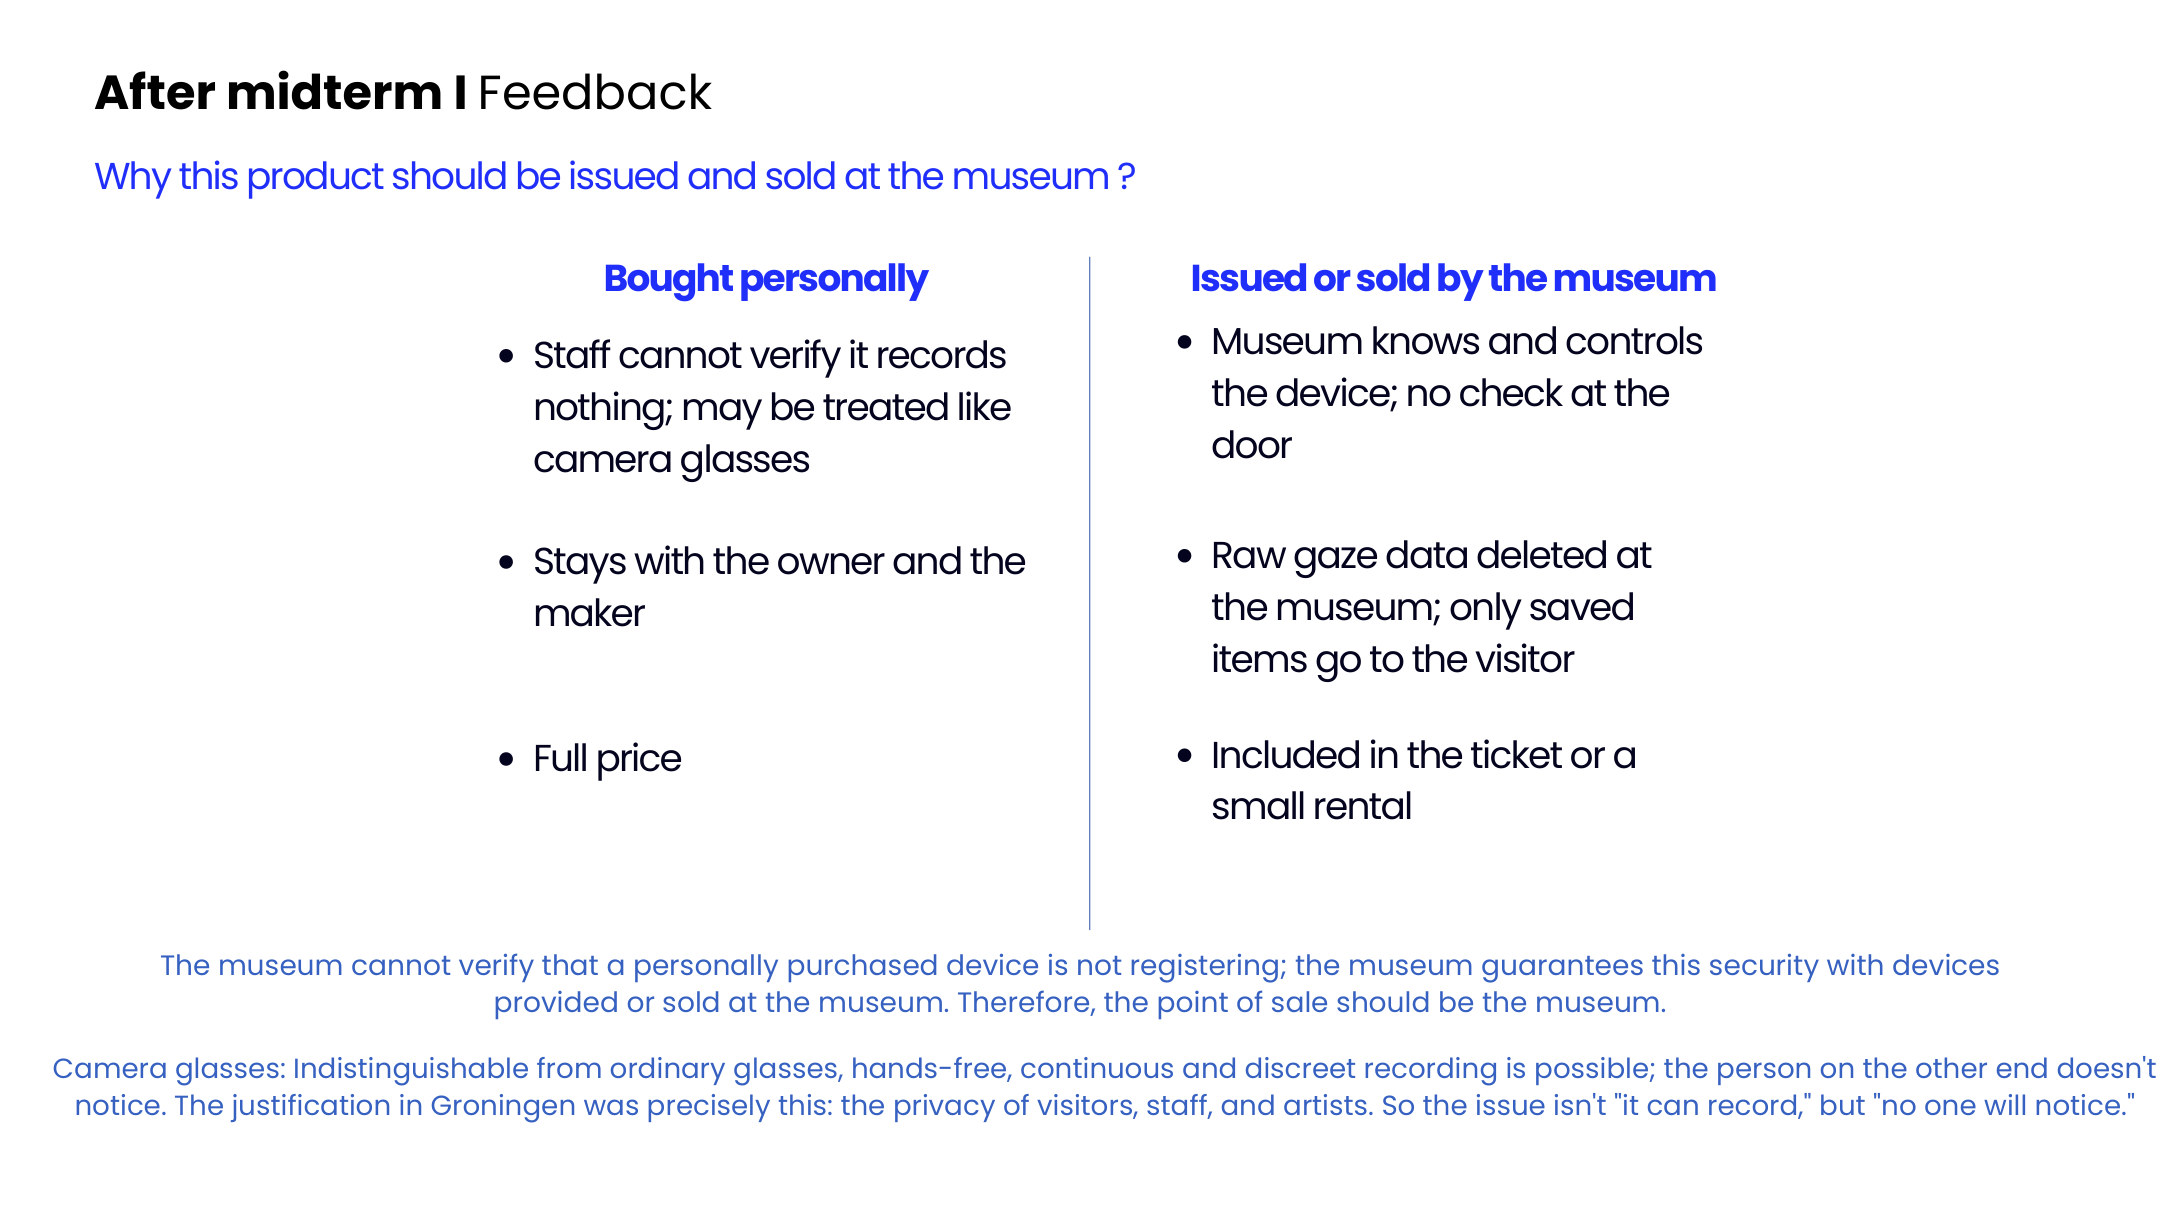 After midterm I Feedback
Why this product should be issued and sold at the museum ?
Bought personally
• Staff cannot verify it records
nothing; may be treated like
camera glasses
• Stays with the owner and the
maker
• Full price
Issued or sold by the museum
• Museum knows and controls
the device; no check at the
door
• Raw gaze data deleted at
the museum; only saved
items go to the visitor
• Included in the ticket or a
small rental
The museum cannot verify that a personally purchased device is not registering; the museum guarantees this security with devices
provided or sold at the museum. Therefore, the point of sale should be the museum.
Camera glasses: Indistinguishable from ordinary glasses, hands-free, continuous and discreet recording is possible; the person on the other end doesn't
notice. The justification in Groningen was precisely this: the privacy of visitors, staff, and artists. So the issue isn't "it can record," but "no one will notice."